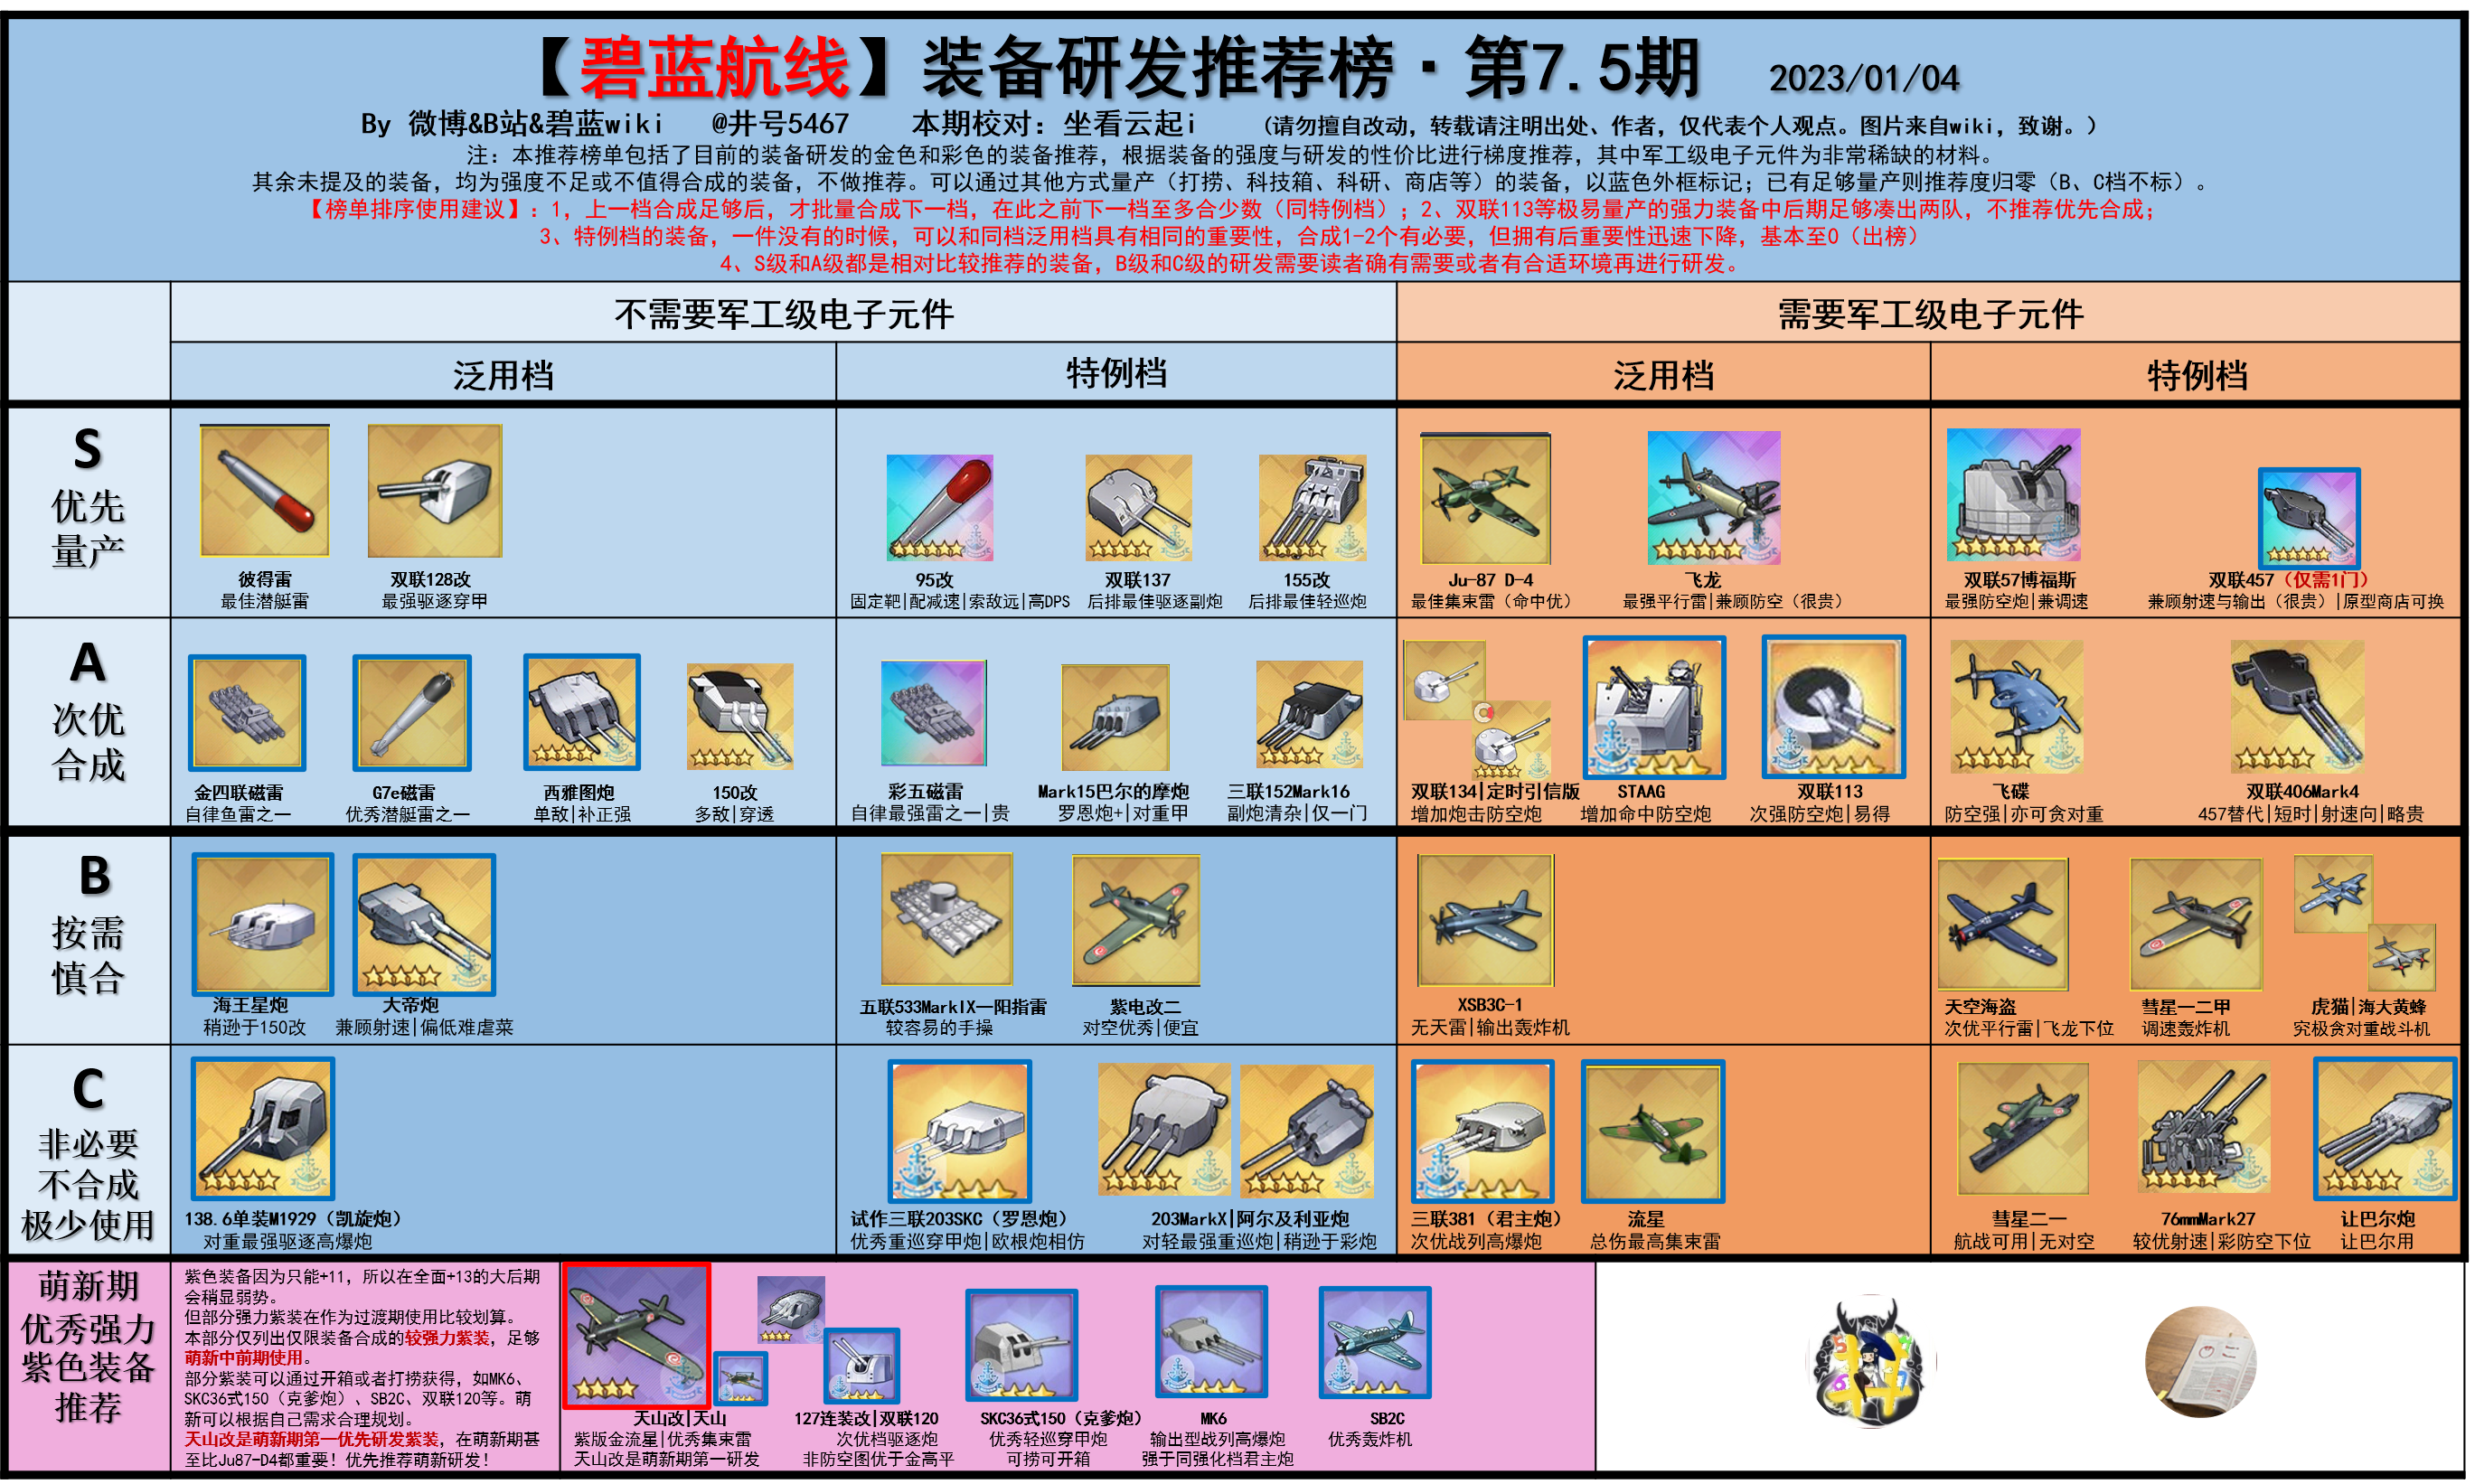 【碧蓝航线】装备研发推荐榜·第7.5期 2023/01/04
By 微博&B站&碧蓝wiki @井号5467 本期校对：坐看云起i （请勿擅自改动，转载请注明出处、作者，仅代表个人观点。图片来自wiki，致谢。）
注：本推荐榜单包括了目前的装备研发的金色和彩色的装备推荐，根据装备的强度与研发的性价比进行梯度推荐，其中军工级电子元件为非常稀缺的材料。
其余未提及的装备，均为强度不足或不值得合成的装备，不做推荐。可以通过其他方式量产（打捞、科技箱、科研、商店等）的装备，以蓝色外框标记；已有足够量产则推荐度归零（B、C档不标）。
【榜单排序使用建议】：1，上一档合成足够后，才批量合成下一档，在此之前下一档至多合少数（同特例档）；2、双联113等极易量产的强力装备中后期足够凑出两队，不推荐优先合成；
3、特例档的装备，一件没有的时候，可以和同档泛用档具有相同的重要性，合成1-2个有必要，但拥有后重要性迅速下降，基本至0（出榜）
4、S级和A级都是相对比较推荐的装备，B级和C级的研发需要读者确有需要或者有合适环境再进行研发。
不需要军工级电子元件 需要军工级电子元件
泛用档 特例档 泛用档 特例档
S
优先
量产
彼得雷 双联128改 95改 双联137 155改 Ju-87 D-4 飞龙 双联57博福斯 双联457（仅需1门）
最佳潜艇雷 最强驱逐穿甲 固定靶|配减速|索敌远|高DPS 后排最佳驱逐副炮 后排最佳轻巡炮 最佳集束雷（命中优） 最强平行雷|兼顾防空（很贵） 最强防空炮|兼调速 兼顾射速与输出（很贵）|原型商店可换
A
次优
合成
金四联磁雷 G7e磁雷 西雅图炮 150改 彩五磁雷 Mark15巴尔的摩炮 三联152Mark16 双联134|定时引信版 STAAG 双联113 飞碟 双联406Mark4
自律鱼雷之一 优秀潜艇雷之一 单敌|补正强 多敌|穿透 自律最强雷之一|贵 罗恩炮+|对重甲 副炮清杂|仅一门 增加炮击防空炮 增加命中防空炮 次强防空炮|易得 防空强|亦可贪对重 457替代|短时|射速向|略贵
B
按需
慎合
海王星炮 大帝炮 五联533MarkIX—阳指雷 紫电改二 XSB3C-1 天空海盗 彗星一二甲 虎猫|海大黄蜂
稍逊于150改 兼顾射速|偏低难虐菜 较容易的手操 对空优秀|便宜 无天雷|输出轰炸机 次优平行雷|飞龙下位 调速轰炸机 究极贪对重战斗机
C
非必要
不合成
极少使用
138.6单装M1929（凯旋炮） 试作三联203SKC（罗恩炮） 203MarkX|阿尔及利亚炮 三联381（君主炮） 流星 彗星二一 76mmMark27 让巴尔炮
对重最强驱逐高爆炮 优秀重巡穿甲炮|欧根炮相仿 对轻最强重巡炮|稍逊于彩炮 次优战列高爆炮 总伤最高集束雷 航战可用|无对空 较优射速|彩防空下位 让巴尔用
萌新期
优秀强力
紫色装备
推荐
紫色装备因为只能+11，所以在全面+13的大后期
会稍显弱势。
但部分强力紫装在作为过渡期使用比较划算。
本部分仅列出仅限装备合成的较强力紫装，足够
萌新中前期使用。
部分紫装可以通过开箱或者打捞获得，如MK6、
SKC36式150（克爹炮）、SB2C、双联120等。萌
新可以根据自己需求合理规划。
天山改是萌新期第一优先研发紫装，在萌新期甚
至比Ju87-D4都重要！优先推荐萌新研发！
天山改|天山 127连装改|双联120 SKC36式150（克爹炮） MK6 SB2C
紫版金流星|优秀集束雷 次优档驱逐炮 优秀轻巡穿甲炮 输出型战列高爆炮 优秀轰炸机
天山改是萌新期第一研发 非防空图优于金高平 可捞可开箱 强于同强化档君主炮